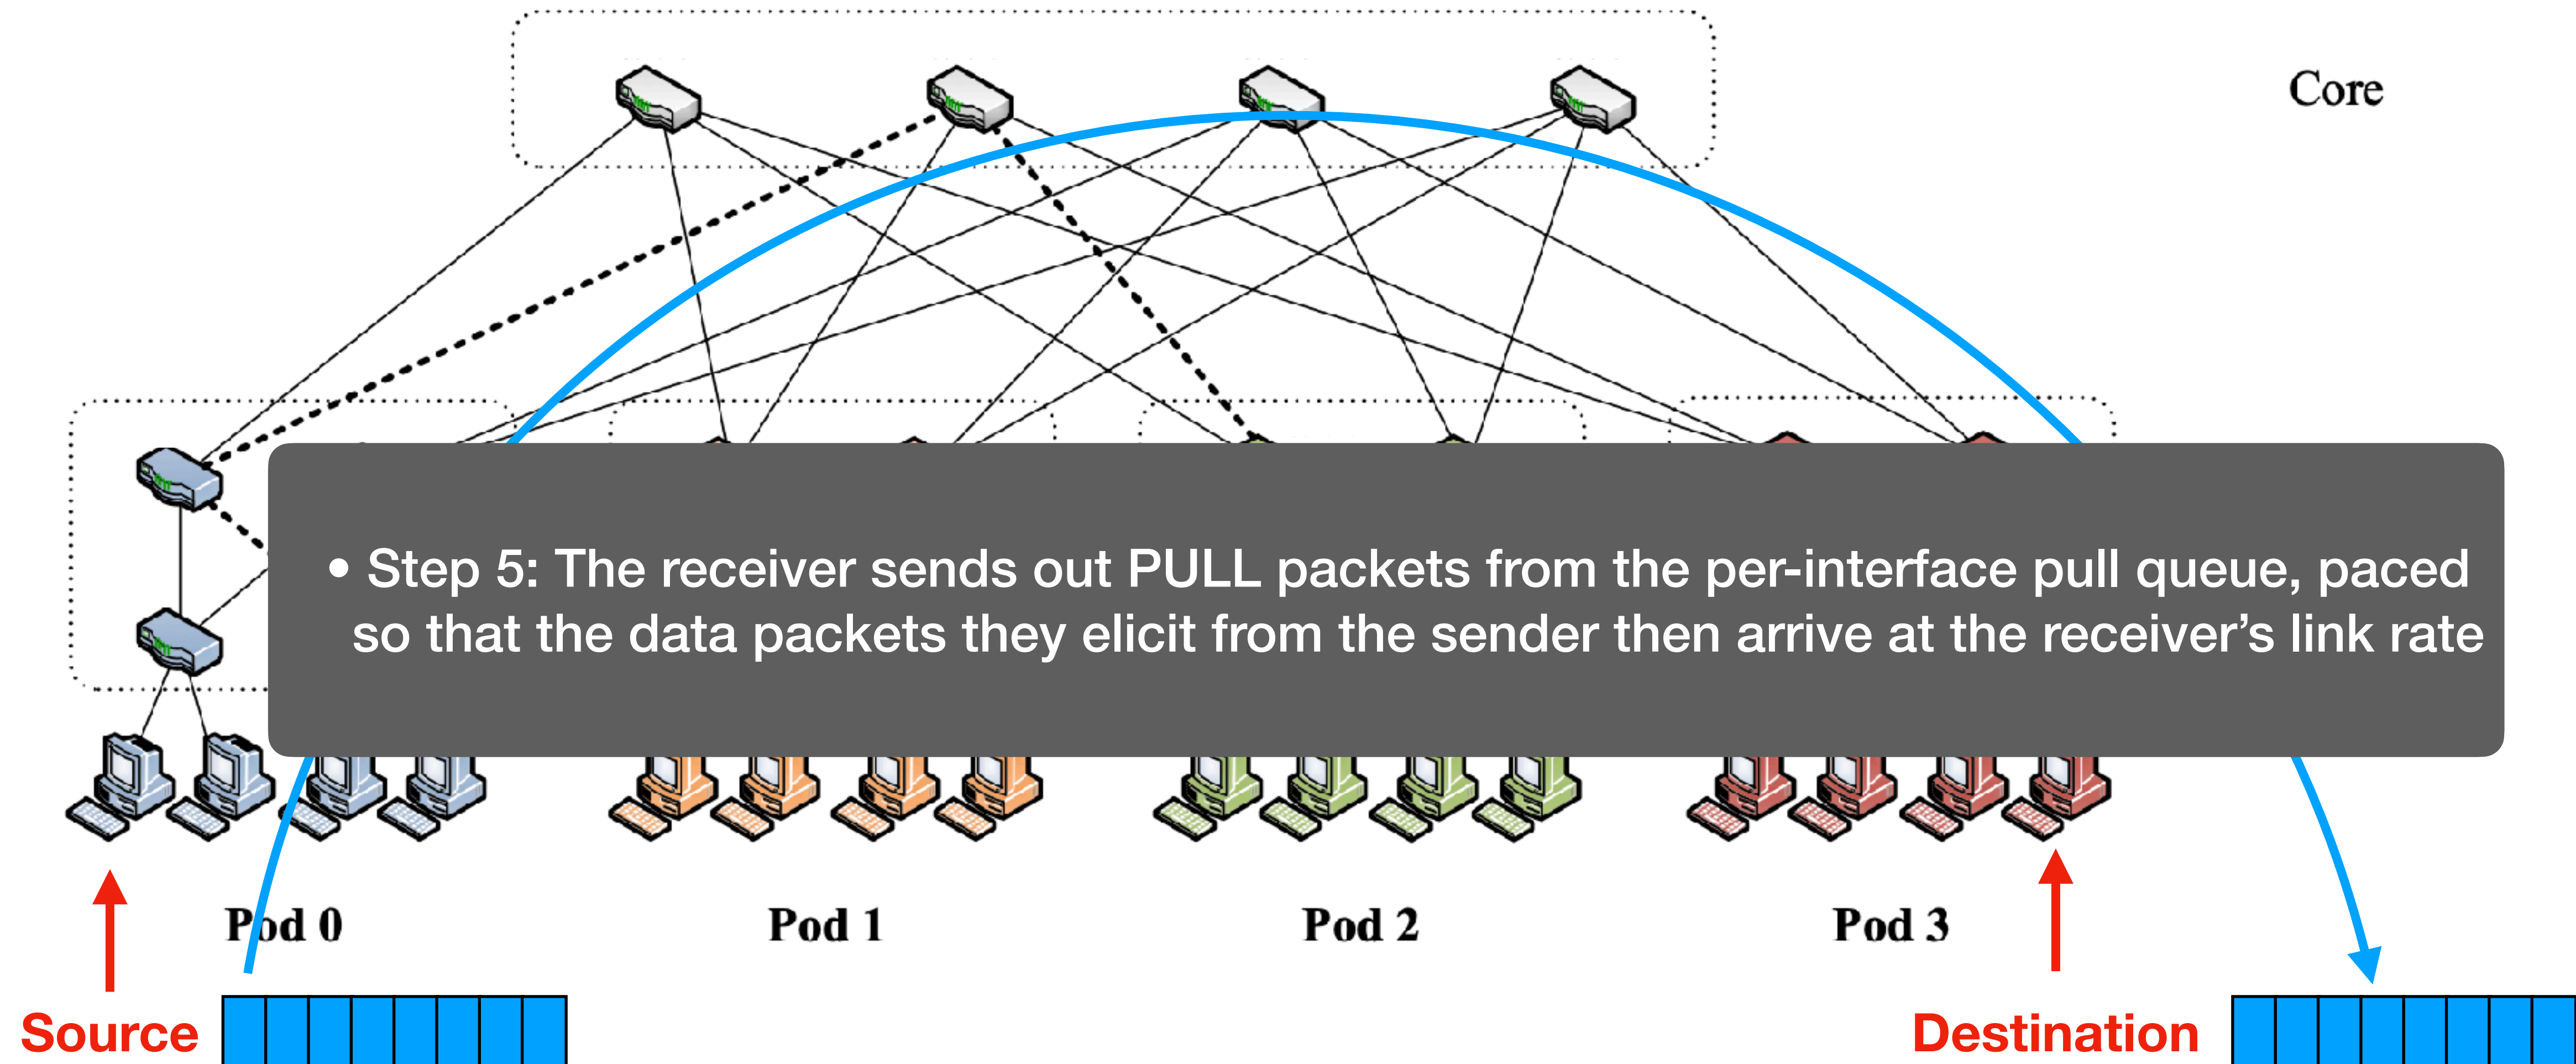 Core
• Step 5: The receiver sends out PULL packets from the per-interface pull queue, paced
so that the data packets they elicit from the sender then arrive at the receiver’s link rate
Pod 0
Pod 1
Pod 2
Pod 3
Source
Destination